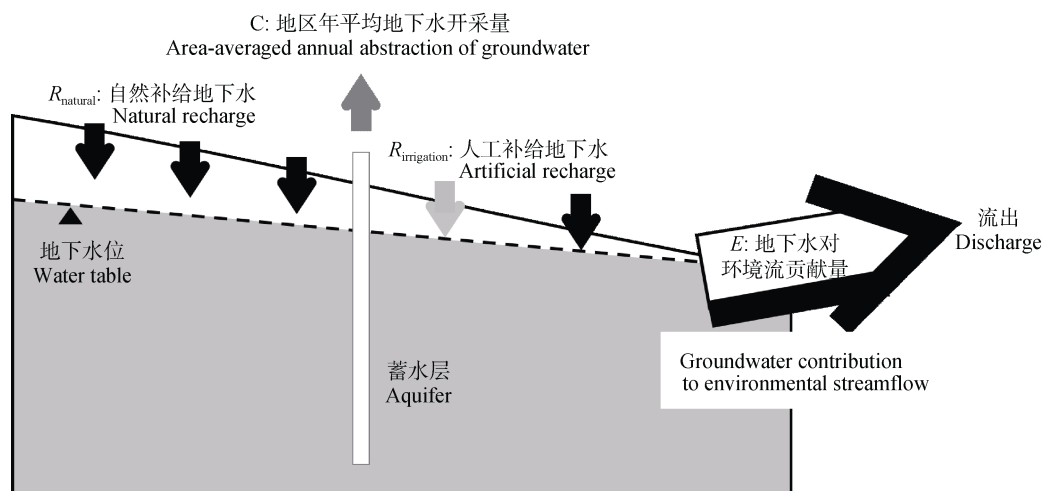 C: 地区年平均地下水开采量
Area-averaged annual abstraction of groundwater
Rnatural: 自然补给地下水
Natural recharge
Rirrigation: 人工补给地下水
Artificial recharge
流出
Discharge
E: 地下水对
环境流贡献量
地下水位
Water table
Groundwater contribution
to environmental streamflow
蓄水层
Aquifer